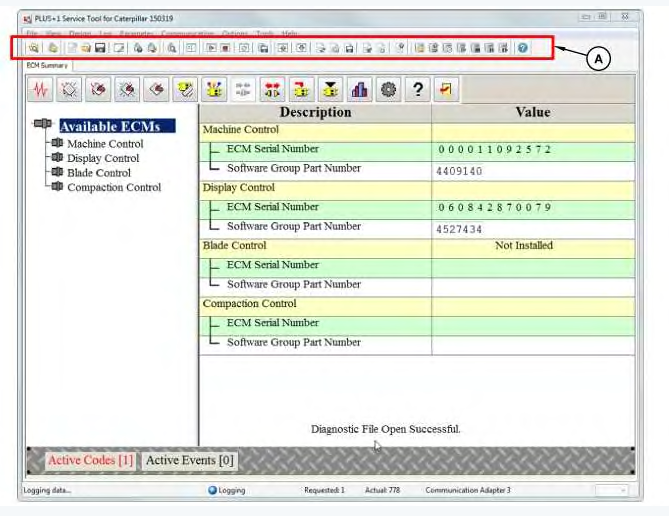 PLUS+1 Service Tool for Caterpillar 150319
File View Design Log Parameter Communication Options Tools Help
A
ECM Summary
?
Description Value
Available ECMs
Machine Control
Display Control
Blade Control
Compaction Control
Machine Control
ECM Serial Number 0 0 0 0 1 1 0 9 2 5 7 2
Software Group Part Number 4409140
Display Control
ECM Serial Number 0 6 0 8 4 2 8 7 0 0 7 9
Software Group Part Number 4527434
Blade Control Not Installed
ECM Serial Number
Software Group Part Number
Compaction Control
ECM Serial Number
Software Group Part Number
Diagnostic File Open Successful.
Active Codes [1] Active Events [0]
Logging data... Logging Requested: 1 Actual: 778 Communication Adapter 3